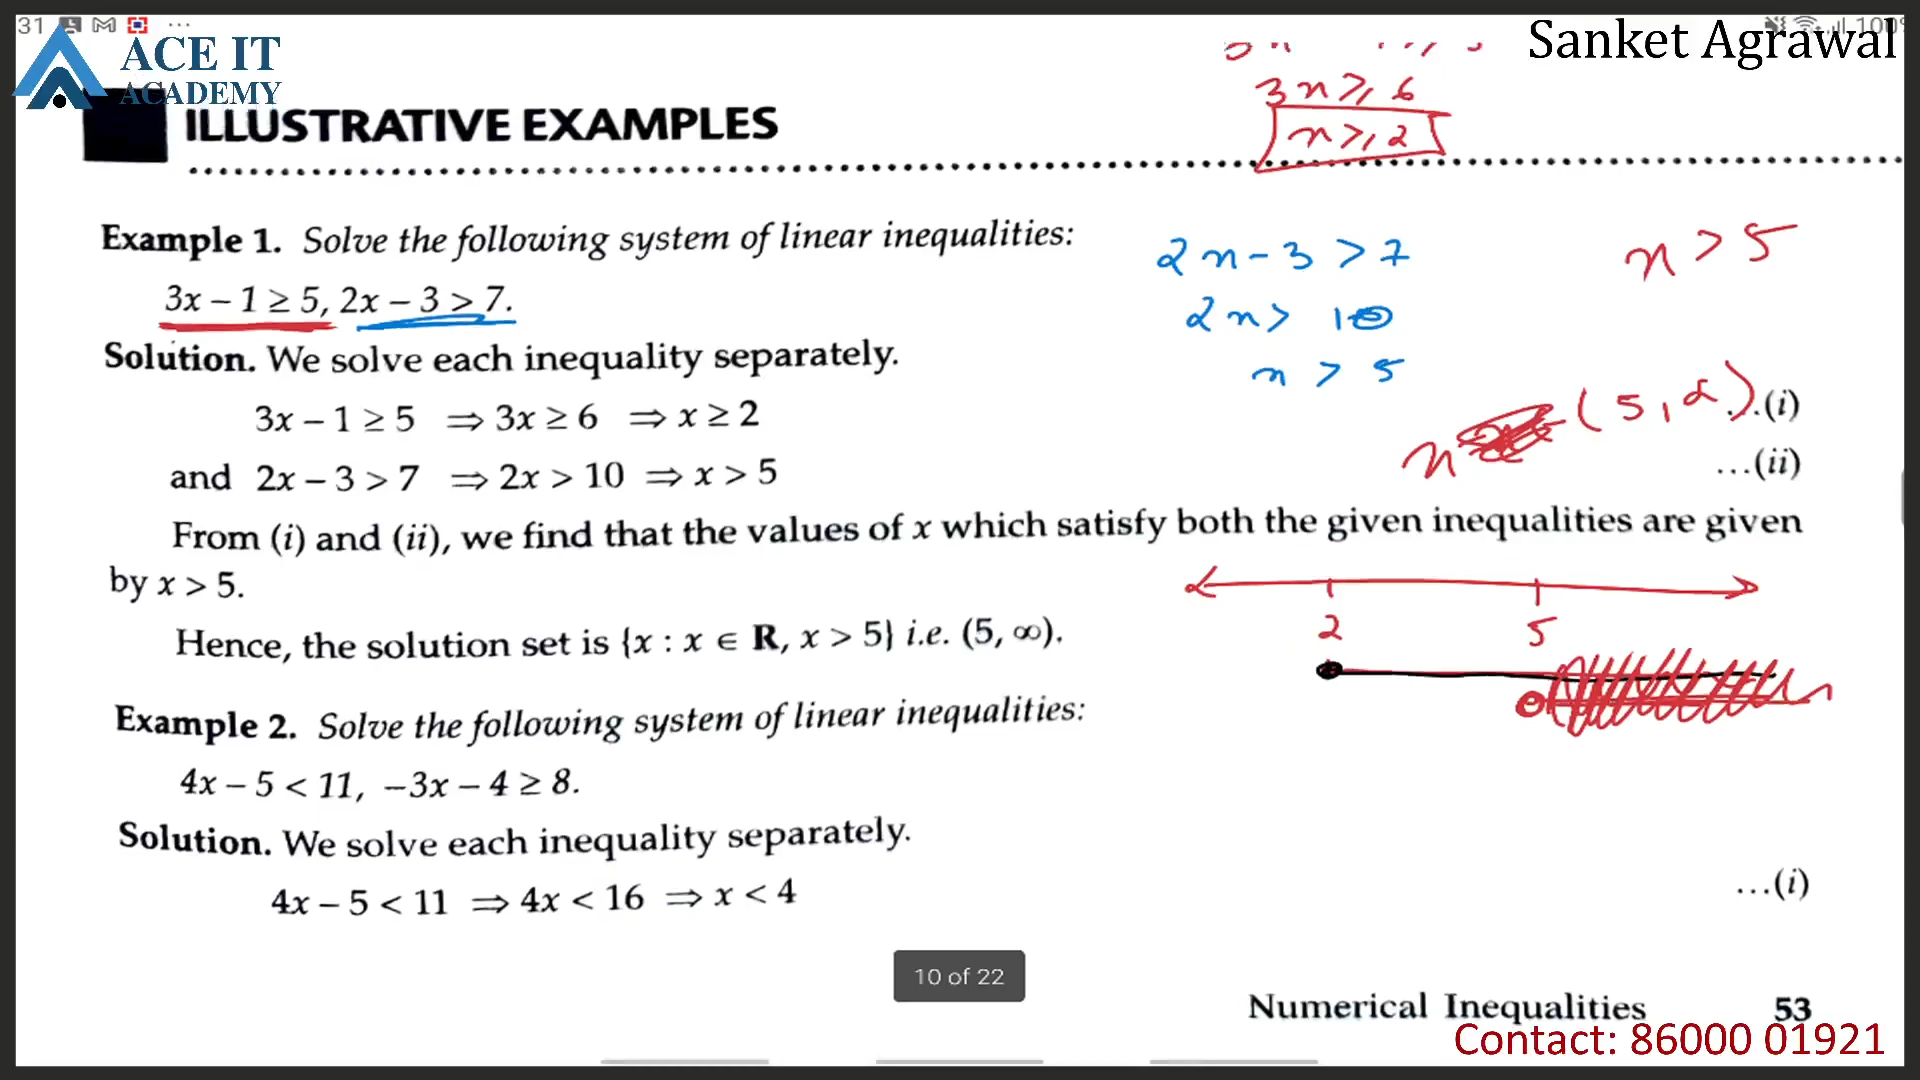 31 ... 100%
ACE IT
ACADEMY
Sanket Agrawal
ILLUSTRATIVE EXAMPLES
3x ≥ 6
x ≥ 2
Example 1. Solve the following system of linear inequalities:
3x – 1 ≥ 5, 2x – 3 > 7.
2x - 3 > 7
2x > 10
x > 5
x > 5
Solution. We solve each inequality separately.
3x – 1 ≥ 5 ⇒ 3x ≥ 6 ⇒ x ≥ 2 ...(i)
x (5, ∞)
and 2x – 3 > 7 ⇒ 2x > 10 ⇒ x > 5 ...(ii)
From (i) and (ii), we find that the values of x which satisfy both the given inequalities are given
by x > 5.
2 5
Hence, the solution set is {x : x ∈ R, x > 5} i.e. (5, ∞).
Example 2. Solve the following system of linear inequalities:
4x – 5 < 11, –3x – 4 ≥ 8.
Solution. We solve each inequality separately.
4x – 5 < 11 ⇒ 4x < 16 ⇒ x < 4 ...(i)
10 of 22
Numerical Inequalities 53
Contact: 86000 01921